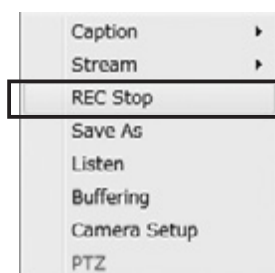 Caption
Stream
REC Stop
Save As
Listen
Buffering
Camera Setup
PTZ